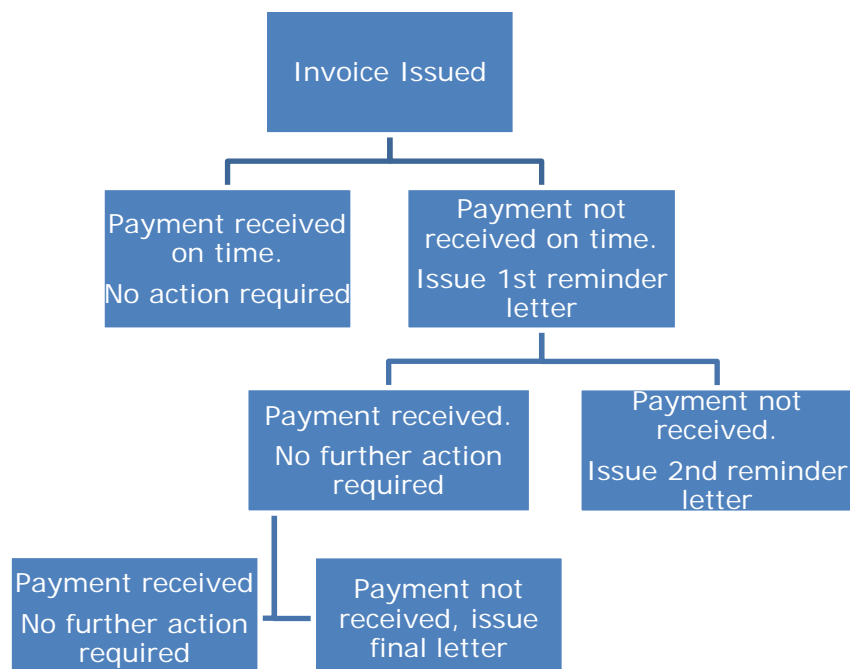 Invoice Issued
Payment received
on time.
No action required
Payment not
received on time.
Issue 1st reminder
letter
Payment received.
No further action
required
Payment not
received.
Issue 2nd reminder
letter
Payment received
No further action
required
Payment not
received, issue
final letter